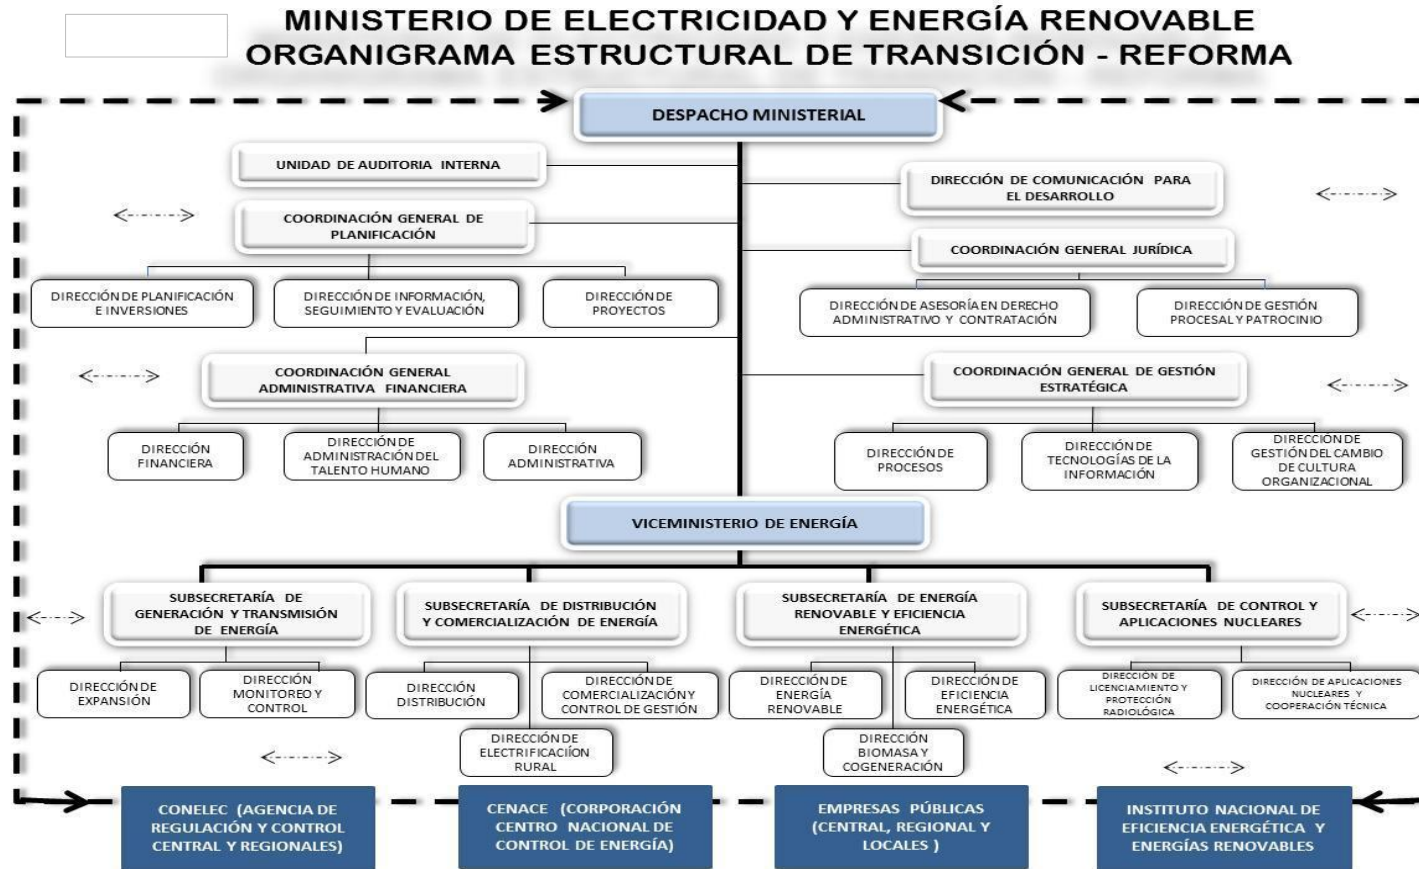 MINISTERIO DE ELECTRICIDAD Y ENERGÍA RENOVABLE
ORGANIGRAMA ESTRUCTURAL DE TRANSICIÓN - REFORMA
DESPACHO MINISTERIAL
UNIDAD DE AUDITORIA INTERNA
DIRECCIÓN DE COMUNICACIÓN PARA
EL DESARROLLO
COORDINACIÓN GENERAL DE
PLANIFICACIÓN
COORDINACIÓN GENERAL JURÍDICA
DIRECCIÓN DE PLANIFICACIÓN
E INVERSIONES
DIRECCIÓN DE INFORMACIÓN,
SEGUIMIENTO Y EVALUACIÓN
DIRECCIÓN DE
PROYECTOS
DIRECCIÓN DE ASESORÍA EN DERECHO
ADMINISTRATIVO Y CONTRATACIÓN
DIRECCIÓN DE GESTIÓN
PROCESAL Y PATROCINIO
COORDINACIÓN GENERAL
ADMINISTRATIVA FINANCIERA
COORDINACIÓN GENERAL DE GESTIÓN
ESTRATÉGICA
DIRECCIÓN
FINANCIERA
DIRECCIÓN DE
ADMINISTRACIÓN DEL
TALENTO HUMANO
DIRECCIÓN
ADMINISTRATIVA
DIRECCIÓN DE
PROCESOS
DIRECCIÓN DE
TECNOLOGÍAS DE LA
INFORMACIÓN
DIRECCIÓN DE
GESTIÓN DEL CAMBIO
DE CULTURA
ORGANIZACIONAL
VICEMINISTERIO DE ENERGÍA
SUBSECRETARÍA DE
GENERACIÓN Y TRANSMISIÓN
DE ENERGÍA
SUBSECRETARÍA DE DISTRIBUCIÓN
Y COMERCIALIZACIÓN DE ENERGÍA
SUBSECRETARÍA DE ENERGÍA
RENOVABLE Y EFICIENCIA
ENERGÉTICA
SUBSECRETARÍA DE CONTROL Y
APLICACIONES NUCLEARES
DIRECCIÓN DE
EXPANSIÓN
DIRECCIÓN
MONITOREO Y
CONTROL
DIRECCIÓN
DISTRIBUCIÓN
DIRECCIÓN DE
COMERCIALIZACIÓN Y
CONTROL DE GESTIÓN
DIRECCIÓN DE
ENERGÍA
RENOVABLE
DIRECCIÓN DE
EFICIENCIA
ENERGÉTICA
DIRECCIÓN DE
LICENCIAMIENTO Y
PROTECCIÓN
RADIOLÓGICA
DIRECCIÓN DE APLICACIONES
NUCLEARES Y
COOPERACIÓN TÉCNICA
DIRECCIÓN DE
ELECTRIFICACIÍON
RURAL
DIRECCIÓN
BIOMASA Y
COGENERACIÓN
CONELEC (AGENCIA DE
REGULACIÓN Y CONTROL
CENTRAL Y REGIONALES)
CENACE (CORPORACIÓN
CENTRO NACIONAL DE
CONTROL DE ENERGÍA)
EMPRESAS PÚBLICAS
(CENTRAL, REGIONAL Y
LOCALES )
INSTITUTO NACIONAL DE
EFICIENCIA ENERGÉTICA Y
ENERGÍAS RENOVABLES